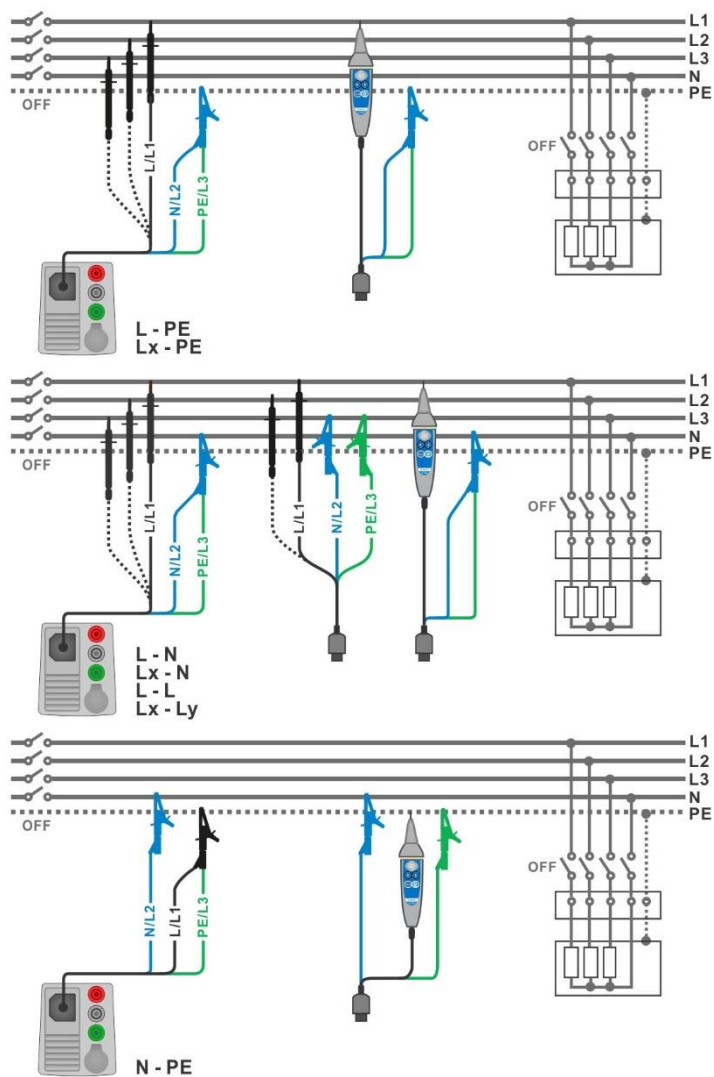 L1
L2
L3
N
PE
OFF
OFF
L/L1
N/L2
PE/L3
L - PE
Lx - PE
L1
L2
L3
N
PE
OFF
OFF
L/L1
N/L2
PE/L3
L/L1
N/L2
PE/L3
L - N
Lx - N
L - L
Lx - Ly
L1
L2
L3
N
PE
OFF
OFF
N/L2
L/L1
PE/L3
N - PE